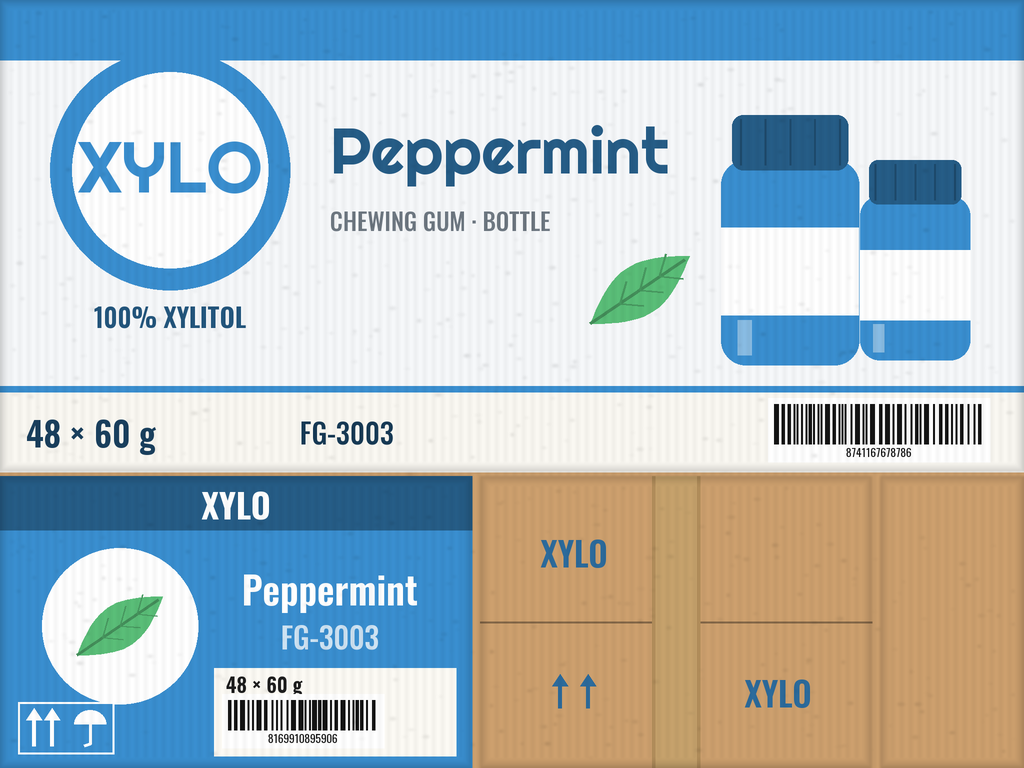 XYLO
100% XYLITOL
Peppermint
CHEWING GUM · BOTTLE
48 × 60 g
FG-3003
8741167678786
XYLO
Peppermint
FG-3003
48 × 60 g
8169910895906
XYLO
XYLO